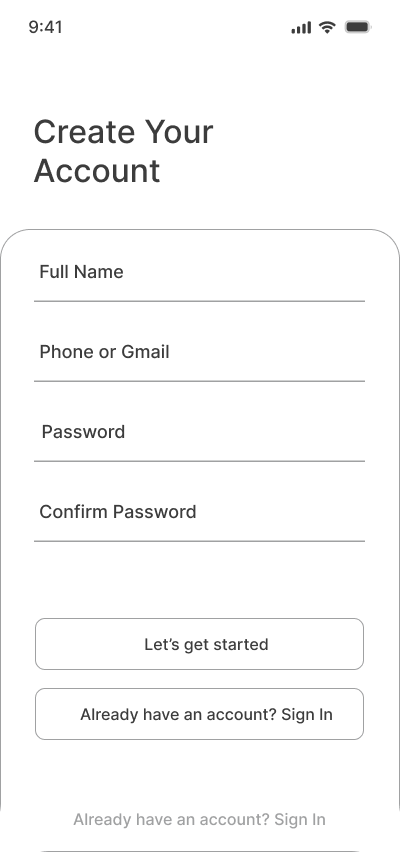 9:41
Create Your
Account
Full Name
Phone or Gmail
Password
Confirm Password
Let’s get started
Already have an account? Sign In
Already have an account? Sign In